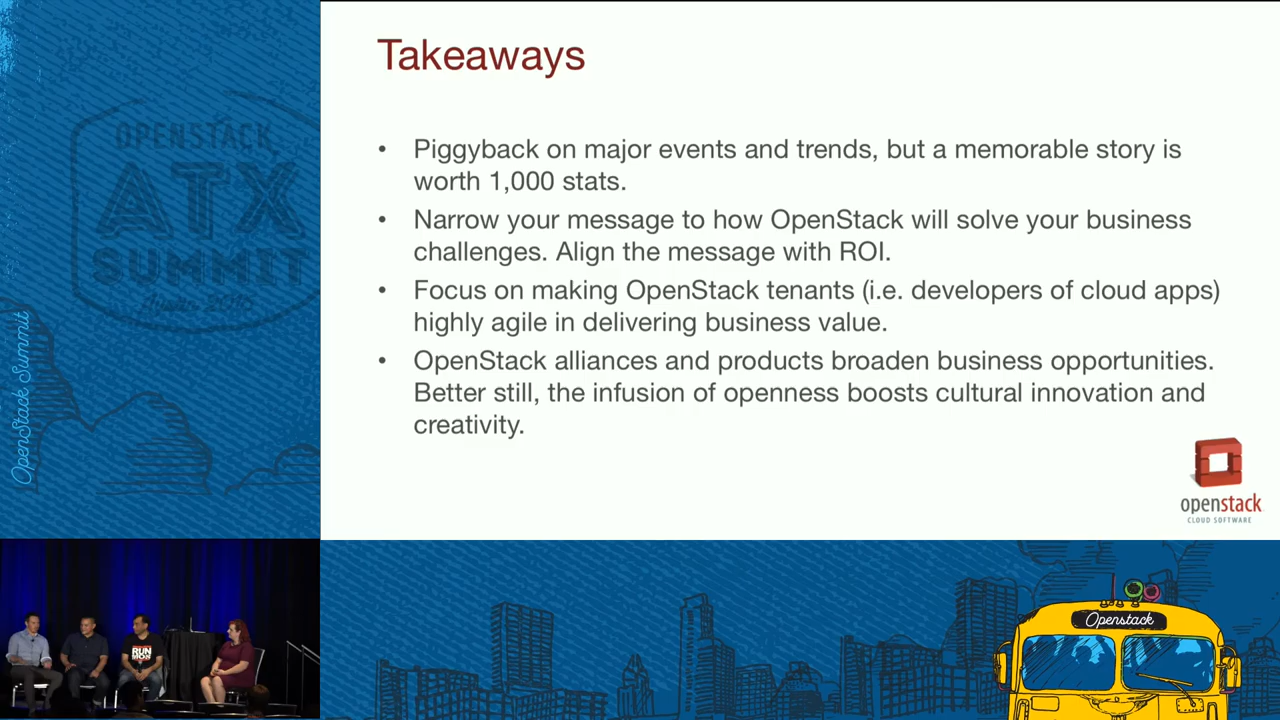 Takeaways
• Piggyback on major events and trends, but a memorable story is
worth 1,000 stats.
• Narrow your message to how OpenStack will solve your business
challenges. Align the message with ROI.
• Focus on making OpenStack tenants (i.e. developers of cloud apps)
highly agile in delivering business value.
• OpenStack alliances and products broaden business opportunities.
Better still, the infusion of openness boosts cultural innovation and
creativity.
openstack
CLOUD SOFTWARE
OPENSTACK
ATX
SUMMIT
OpenStack Summit
RUN
Openstack